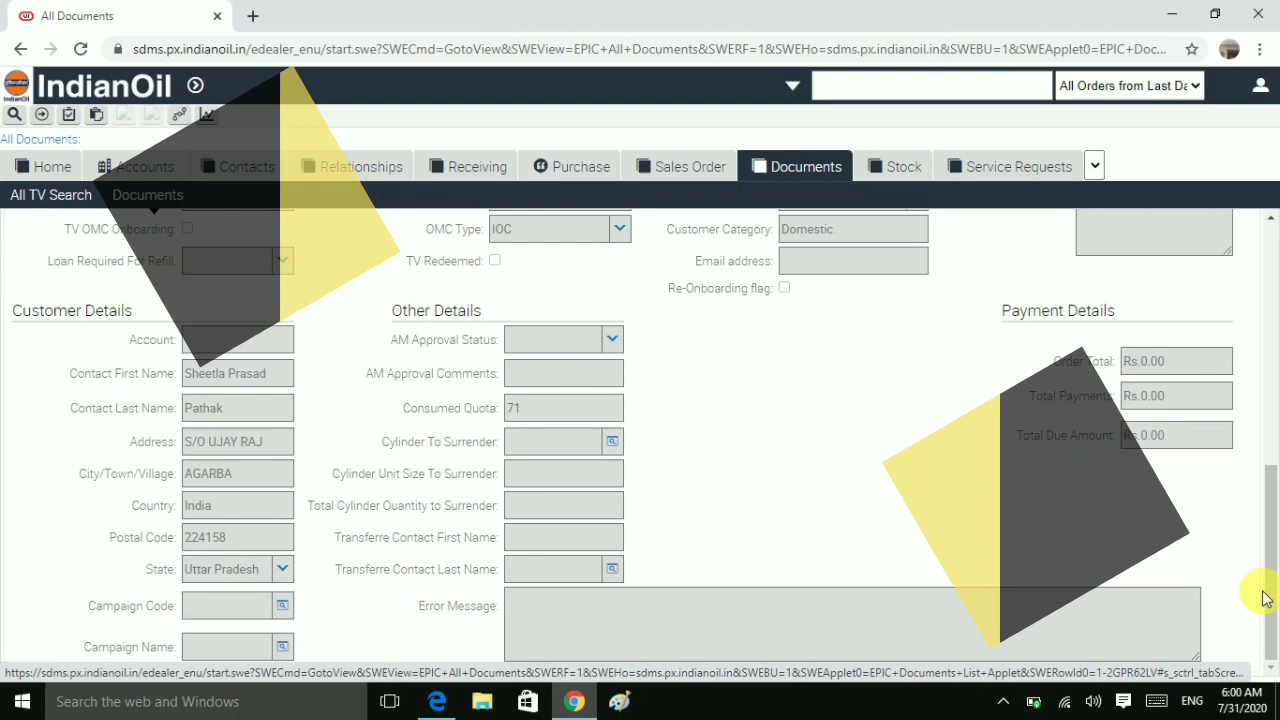 All Documents
sdms.px.indianoil.in/edealer_enu/start.swe?SWECmd=GotoView&SWEView=EPIC+All+Documents&SWERF=1&SWEHo=sdms.px.indianoil.in&SWEBU=1&SWEApplet0=EPIC+Doc...
IndianOil
All Orders from Last Da
All Documents:
Home Accounts Contacts Relationships Receiving Purchase Sales Order Documents Stock Service Requests
All TV Search Documents
TV OMC Onboarding: OMC Type: IOC Customer Category: Domestic
Loan Required For Refill: TV Redeemed: Email address:
Re-Onboarding flag:
Customer Details Other Details Payment Details
Account: AM Approval Status:
Order Total: Rs.0.00
Contact First Name: Sheetla Prasad AM Approval Comments:
Total Payments: Rs.0.00
Contact Last Name: Pathak Consumed Quota: 71
Total Due Amount: Rs.0.00
Address: S/O UJAY RAJ Cylinder To Surrender:
City/Town/Village: AGARBA Cylinder Unit Size To Surrender:
Country: India Total Cylinder Quantity to Surrender:
Postal Code: 224158 Transferre Contact First Name:
State: Uttar Pradesh Transferre Contact Last Name:
Campaign Code: Error Message:
Campaign Name:
https://sdms.px.indianoil.in/edealer_enu/start.swe?SWECmd=GotoView&SWEView=EPIC+All+Documents&SWERF=1&SWEHo=sdms.px.indianoil.in&SWEBU=1&SWEApplet0=EPIC+Documents+List+Applet&SWERowId0=1-2GPR62LV#s_sctrl_tabScre...
Search the web and Windows
ENG
6:00 AM
7/31/2020